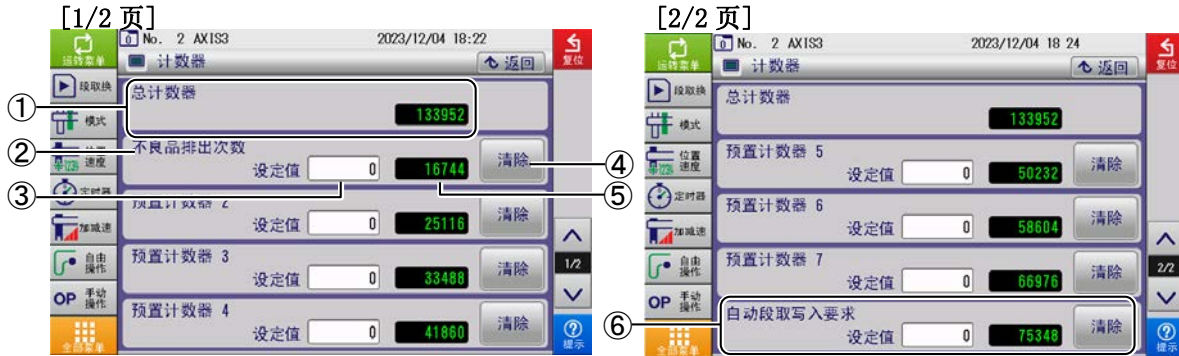 [1/2 页]
0 No. 2 AXIS3 2023/12/04 18:22
运转菜单
计数器
返回
复位
段取换
模式
位置
速度
定时器
加减速
自由
操作
OP 手动
操作
全部菜单
① 总计数器
133952
② 不良品排出次数
③ 设定值 0 16744 清除 ④ ⑤
预置计数器 2
设定值 0 25116 清除
预置计数器 3
设定值 0 33488 清除
预置计数器 4
设定值 0 41860 清除
1/2
提示
[2/2 页]
0 No. 2 AXIS3 2023/12/04 18 24
运转菜单
计数器
返回
复位
段取换
模式
位置
速度
定时器
加减速
自由
操作
OP 手动
操作
全部菜单
总计数器
133952
预置计数器 5
设定值 0 50232 清除
预置计数器 6
设定值 0 58604 清除
预置计数器 7
设定值 0 66976 清除
⑥ 自动段取写入要求
设定值 0 75348 清除
2/2
提示